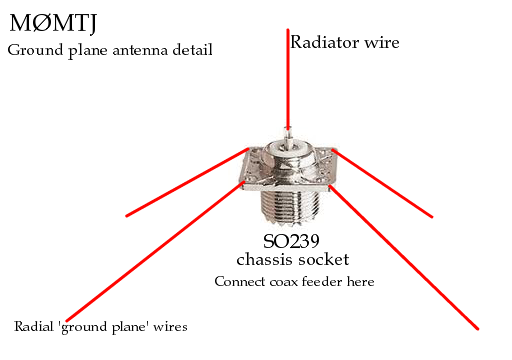 MØMTJ
Ground plane antenna detail
Radiator wire
SO239
chassis socket
Connect coax feeder here
Radial 'ground plane' wires